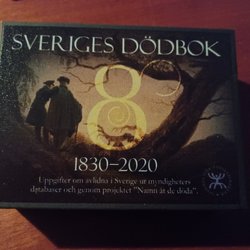 SVERIGES DÖDBOK
8
1830–2020
Uppgifter om avlidna i Sverige ur myndigheters
databaser och genom projektet "Namn åt de döda".